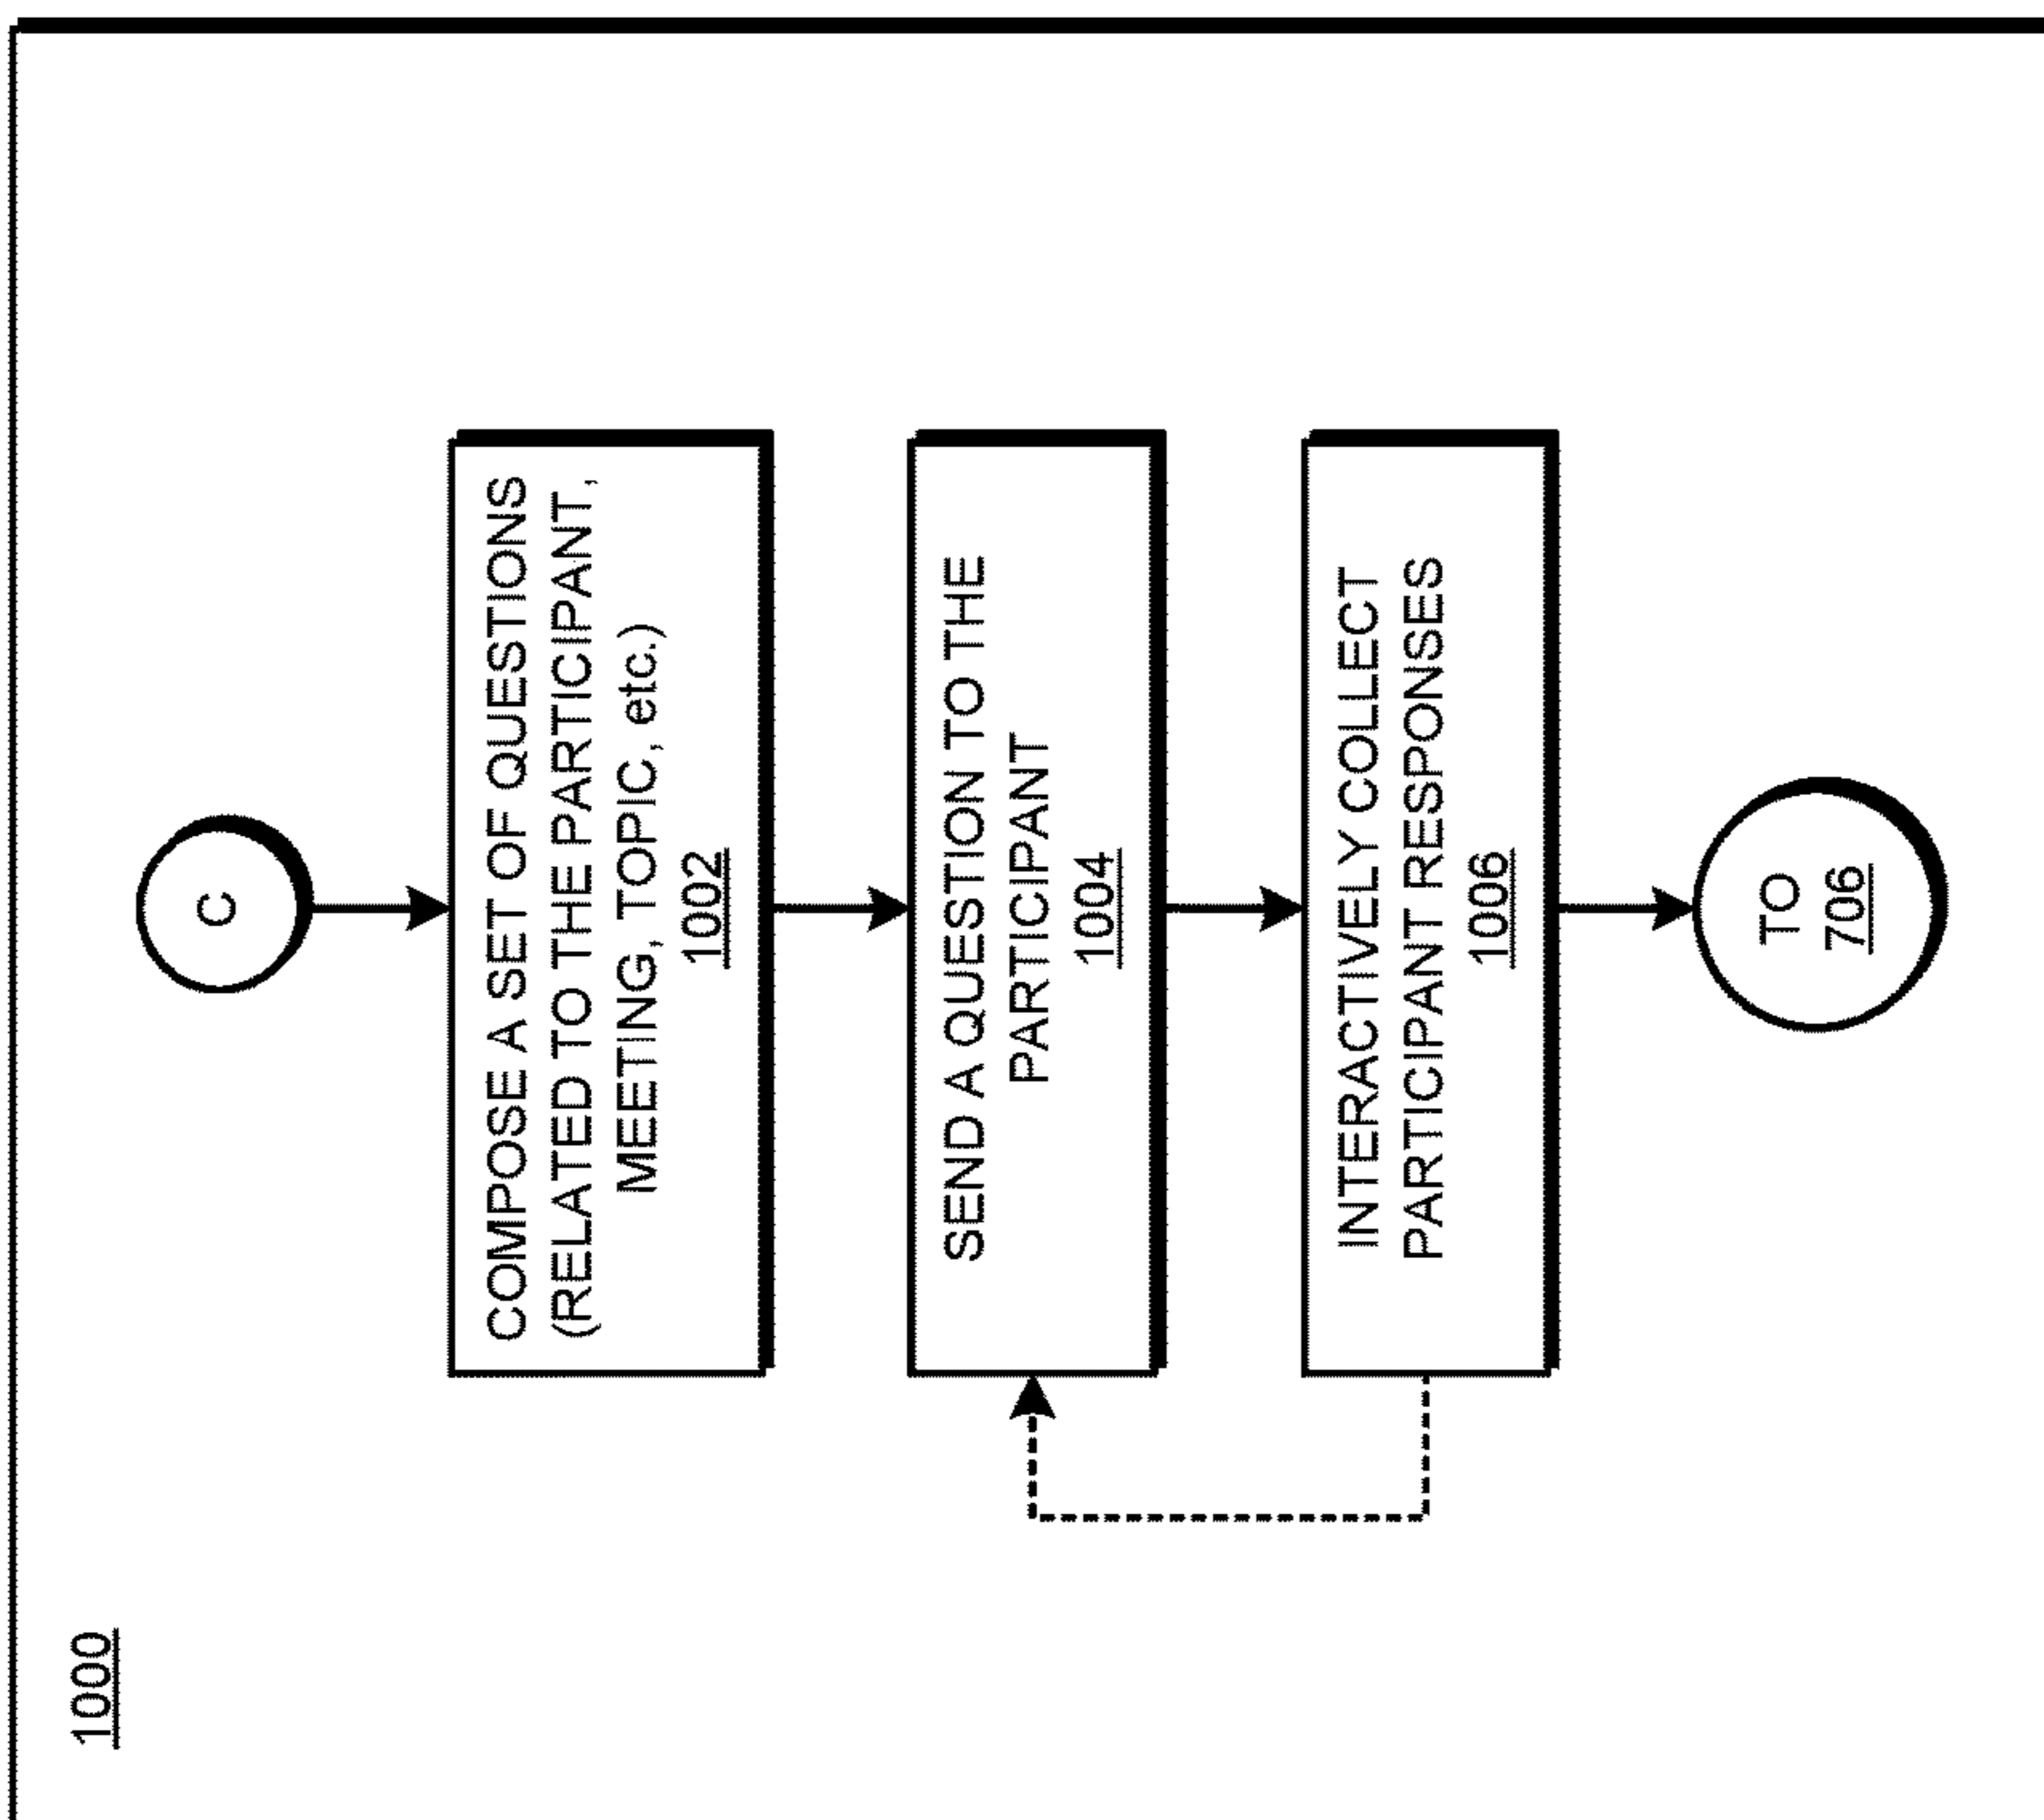 1000
C
COMPOSE A SET OF QUESTIONS
(RELATED TO THE PARTICIPANT,
MEETING, TOPIC, etc.)
1002
SEND A QUESTION TO THE
PARTICIPANT
1004
INTERACTIVELY COLLECT
PARTICIPANT RESPONSES
1006
TO
706